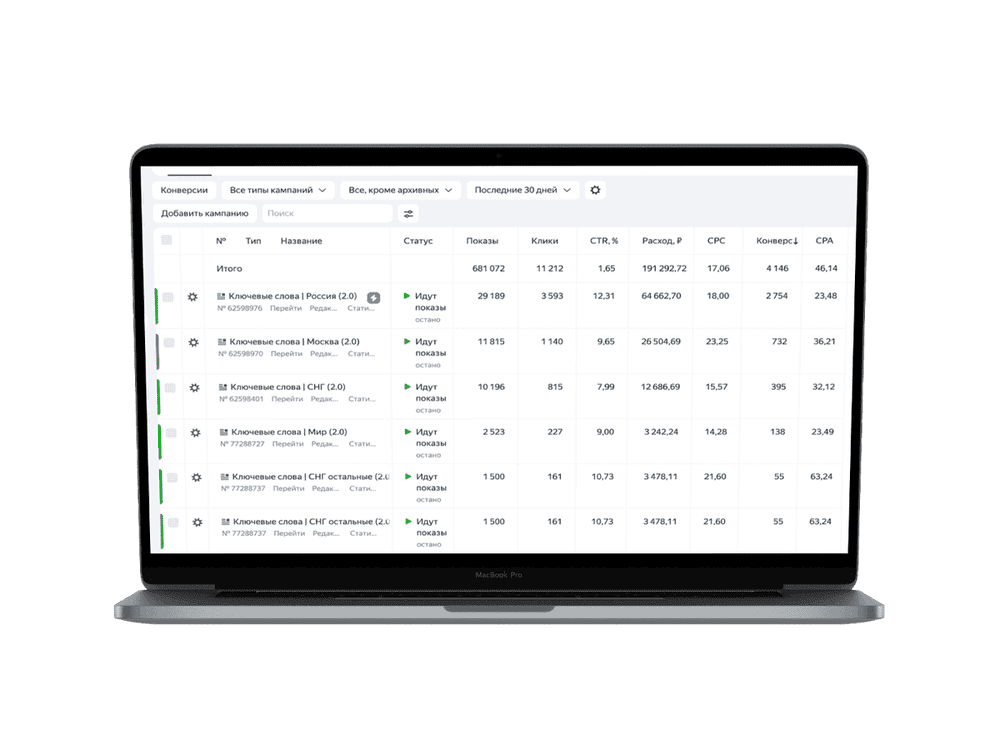 Конверсии Все типы кампаний Все, кроме архивных Последние 30 дней
Добавить кампанию Поиск
№ Тип Название Статус Показы Клики CTR, % Расход, ₽ CPC Конверс↓ CPA
Итого 681 072 11 212 1,65 191 292,72 17,06 4 146 46,14
Ключевые слова | Россия (2.0) Идут 29 189 3 593 12,31 64 662,70 18,00 2 754 23,48
№ 62598976 Перейти Редак... Стати... показы
остано
Ключевые слова | Москва (2.0) Идут 11 815 1 140 9,65 26 504,69 23,25 732 36,21
№ 62598970 Перейти Редак... Стати... показы
остано
Ключевые слова | СНГ (2.0) Идут 10 196 815 7,99 12 686,69 15,57 395 32,12
№ 62598401 Перейти Редак... Стати... показы
остано
Ключевые слова | Мир (2.0) Идут 2 523 227 9,00 3 242,24 14,28 138 23,49
№ 77288727 Перейти Редак... Стати... показы
остано
Ключевые слова | СНГ остальные (2.0 Идут 1 500 161 10,73 3 478,11 21,60 55 63,24
№ 77288737 Перейти Редак... Стати... показы
остано
Ключевые слова | СНГ остальные (2.0 Идут 1 500 161 10,73 3 478,11 21,60 55 63,24
№ 77288737 Перейти Редак... Стати... показы
остано
MacBook Pro